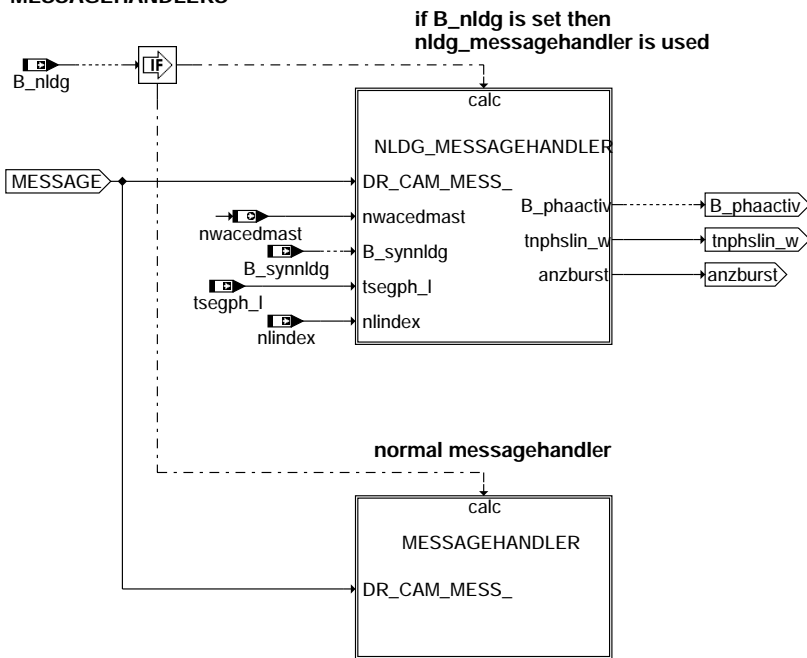 MESSAGEHANDLERS
if B_nldg is set then
nldg_messagehandler is used
B_nldg
IF
calc
NLDG_MESSAGEHANDLER
MESSAGE
DR_CAM_MESS_
nwacedmast
nwacedmast
B_synnldg
B_synnldg
tsegph_l
tsegph_l
nlindex
nlindex
B_phaactiv
B_phaactiv
tnphslin_w
tnphslin_w
anzburst
anzburst
normal messagehandler
calc
MESSAGEHANDLER
DR_CAM_MESS_